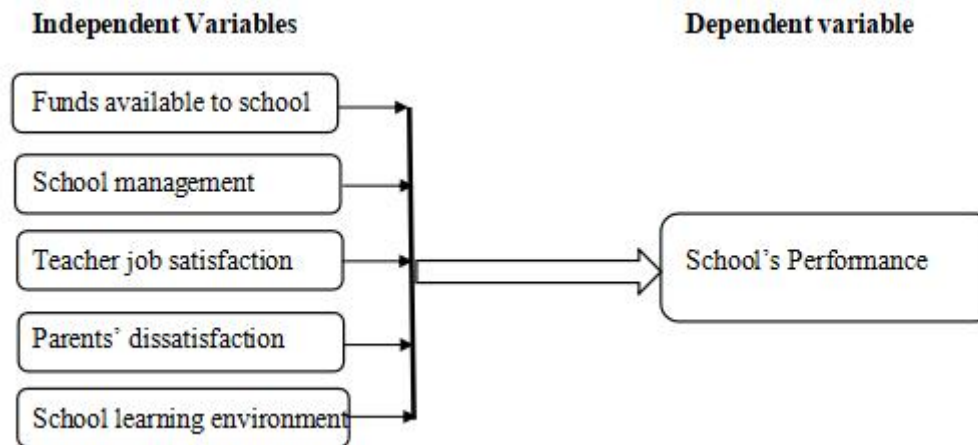 Independent Variables
Dependent variable
Funds available to school
School management
Teacher job satisfaction
School’s Performance
Parents’ dissatisfaction
School learning environment